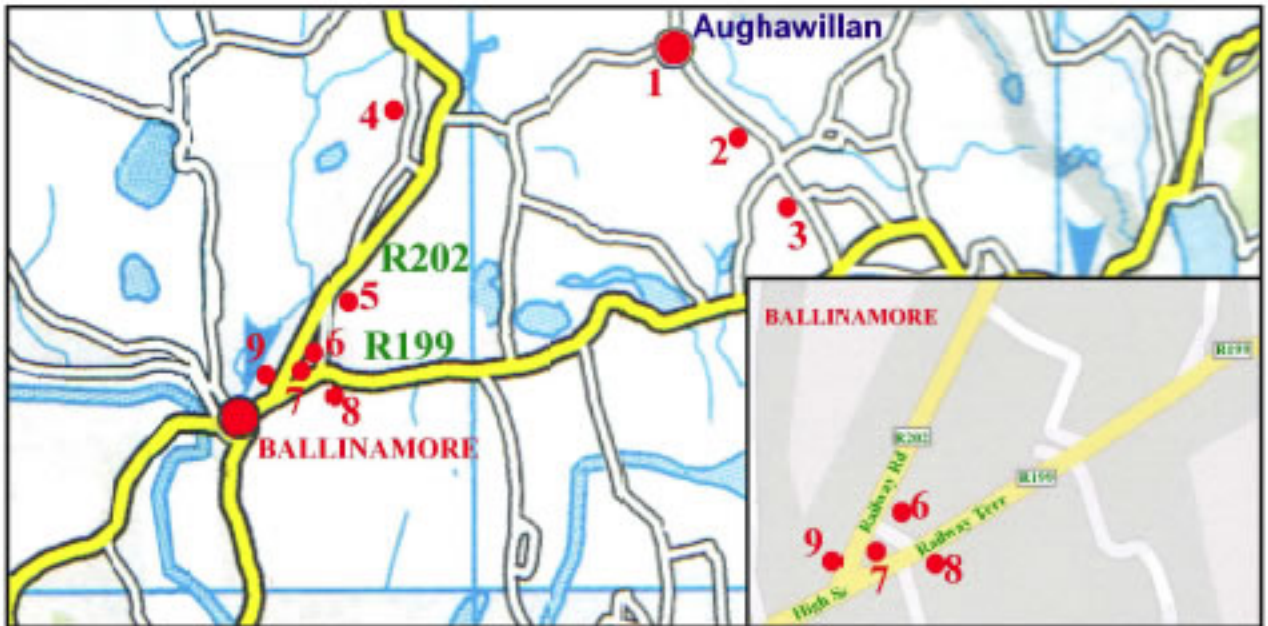 Aughawillan
1
2
3
4
R202
5
R199
6
7
8
9
BALLINAMORE
BALLINAMORE
R199
R202
R199
Railway Rd
Railway Terr
High St
6
7
8
9